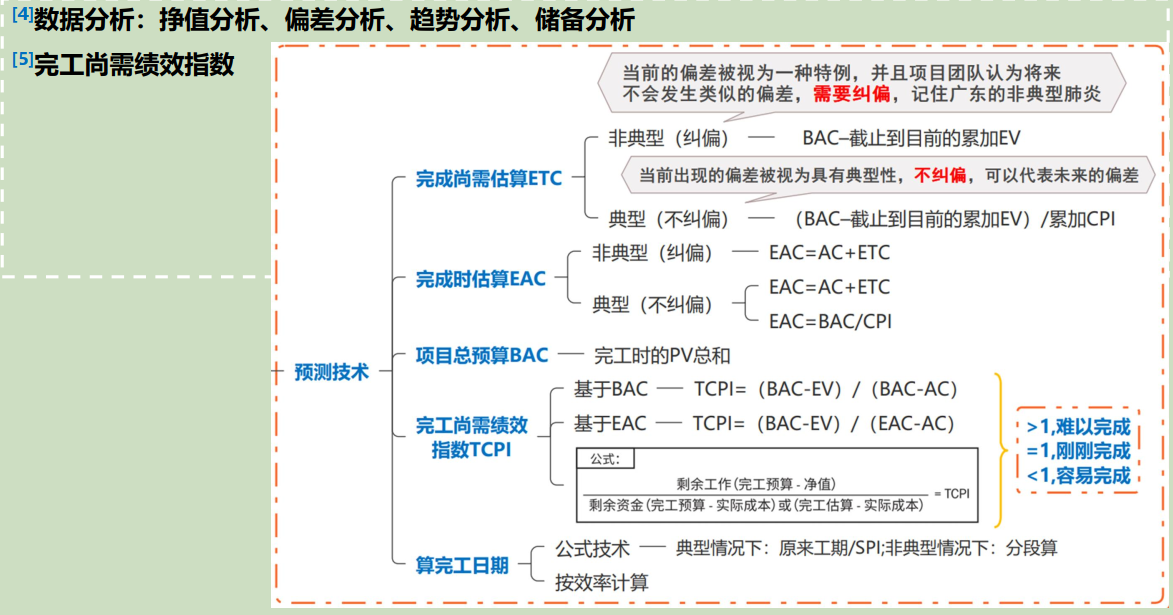 [4]数据分析：挣值分析、偏差分析、趋势分析、储备分析
[5]完工尚需绩效指数
当前的偏差被视为一种特例，并且项目团队认为将来
不会发生类似的偏差，需要纠偏，记住广东的非典型肺炎
非典型（纠偏）
BAC–截止到目前的累加EV
完成尚需估算ETC
当前出现的偏差被视为具有典型性，不纠偏，可以代表未来的偏差
典型（不纠偏）
（BAC–截止到目前的累加EV）/累加CPI
非典型（纠偏）
EAC=AC+ETC
完成时估算EAC
典型（不纠偏）
EAC=AC+ETC
EAC=BAC/CPI
项目总预算BAC
完工时的PV总和
预测技术
基于BAC
TCPI=（BAC-EV）/（BAC-AC）
完工尚需绩效
指数TCPI
基于EAC
TCPI=（BAC-EV）/（EAC-AC）
>1,难以完成
=1,刚刚完成
<1,容易完成
公式：
剩余工作(完工预算 - 净值)
剩余资金(完工预算 - 实际成本)或(完工估算 - 实际成本)
= TCPI
算完工日期
公式技术
典型情况下：原来工期/SPI;非典型情况下：分段算
按效率计算